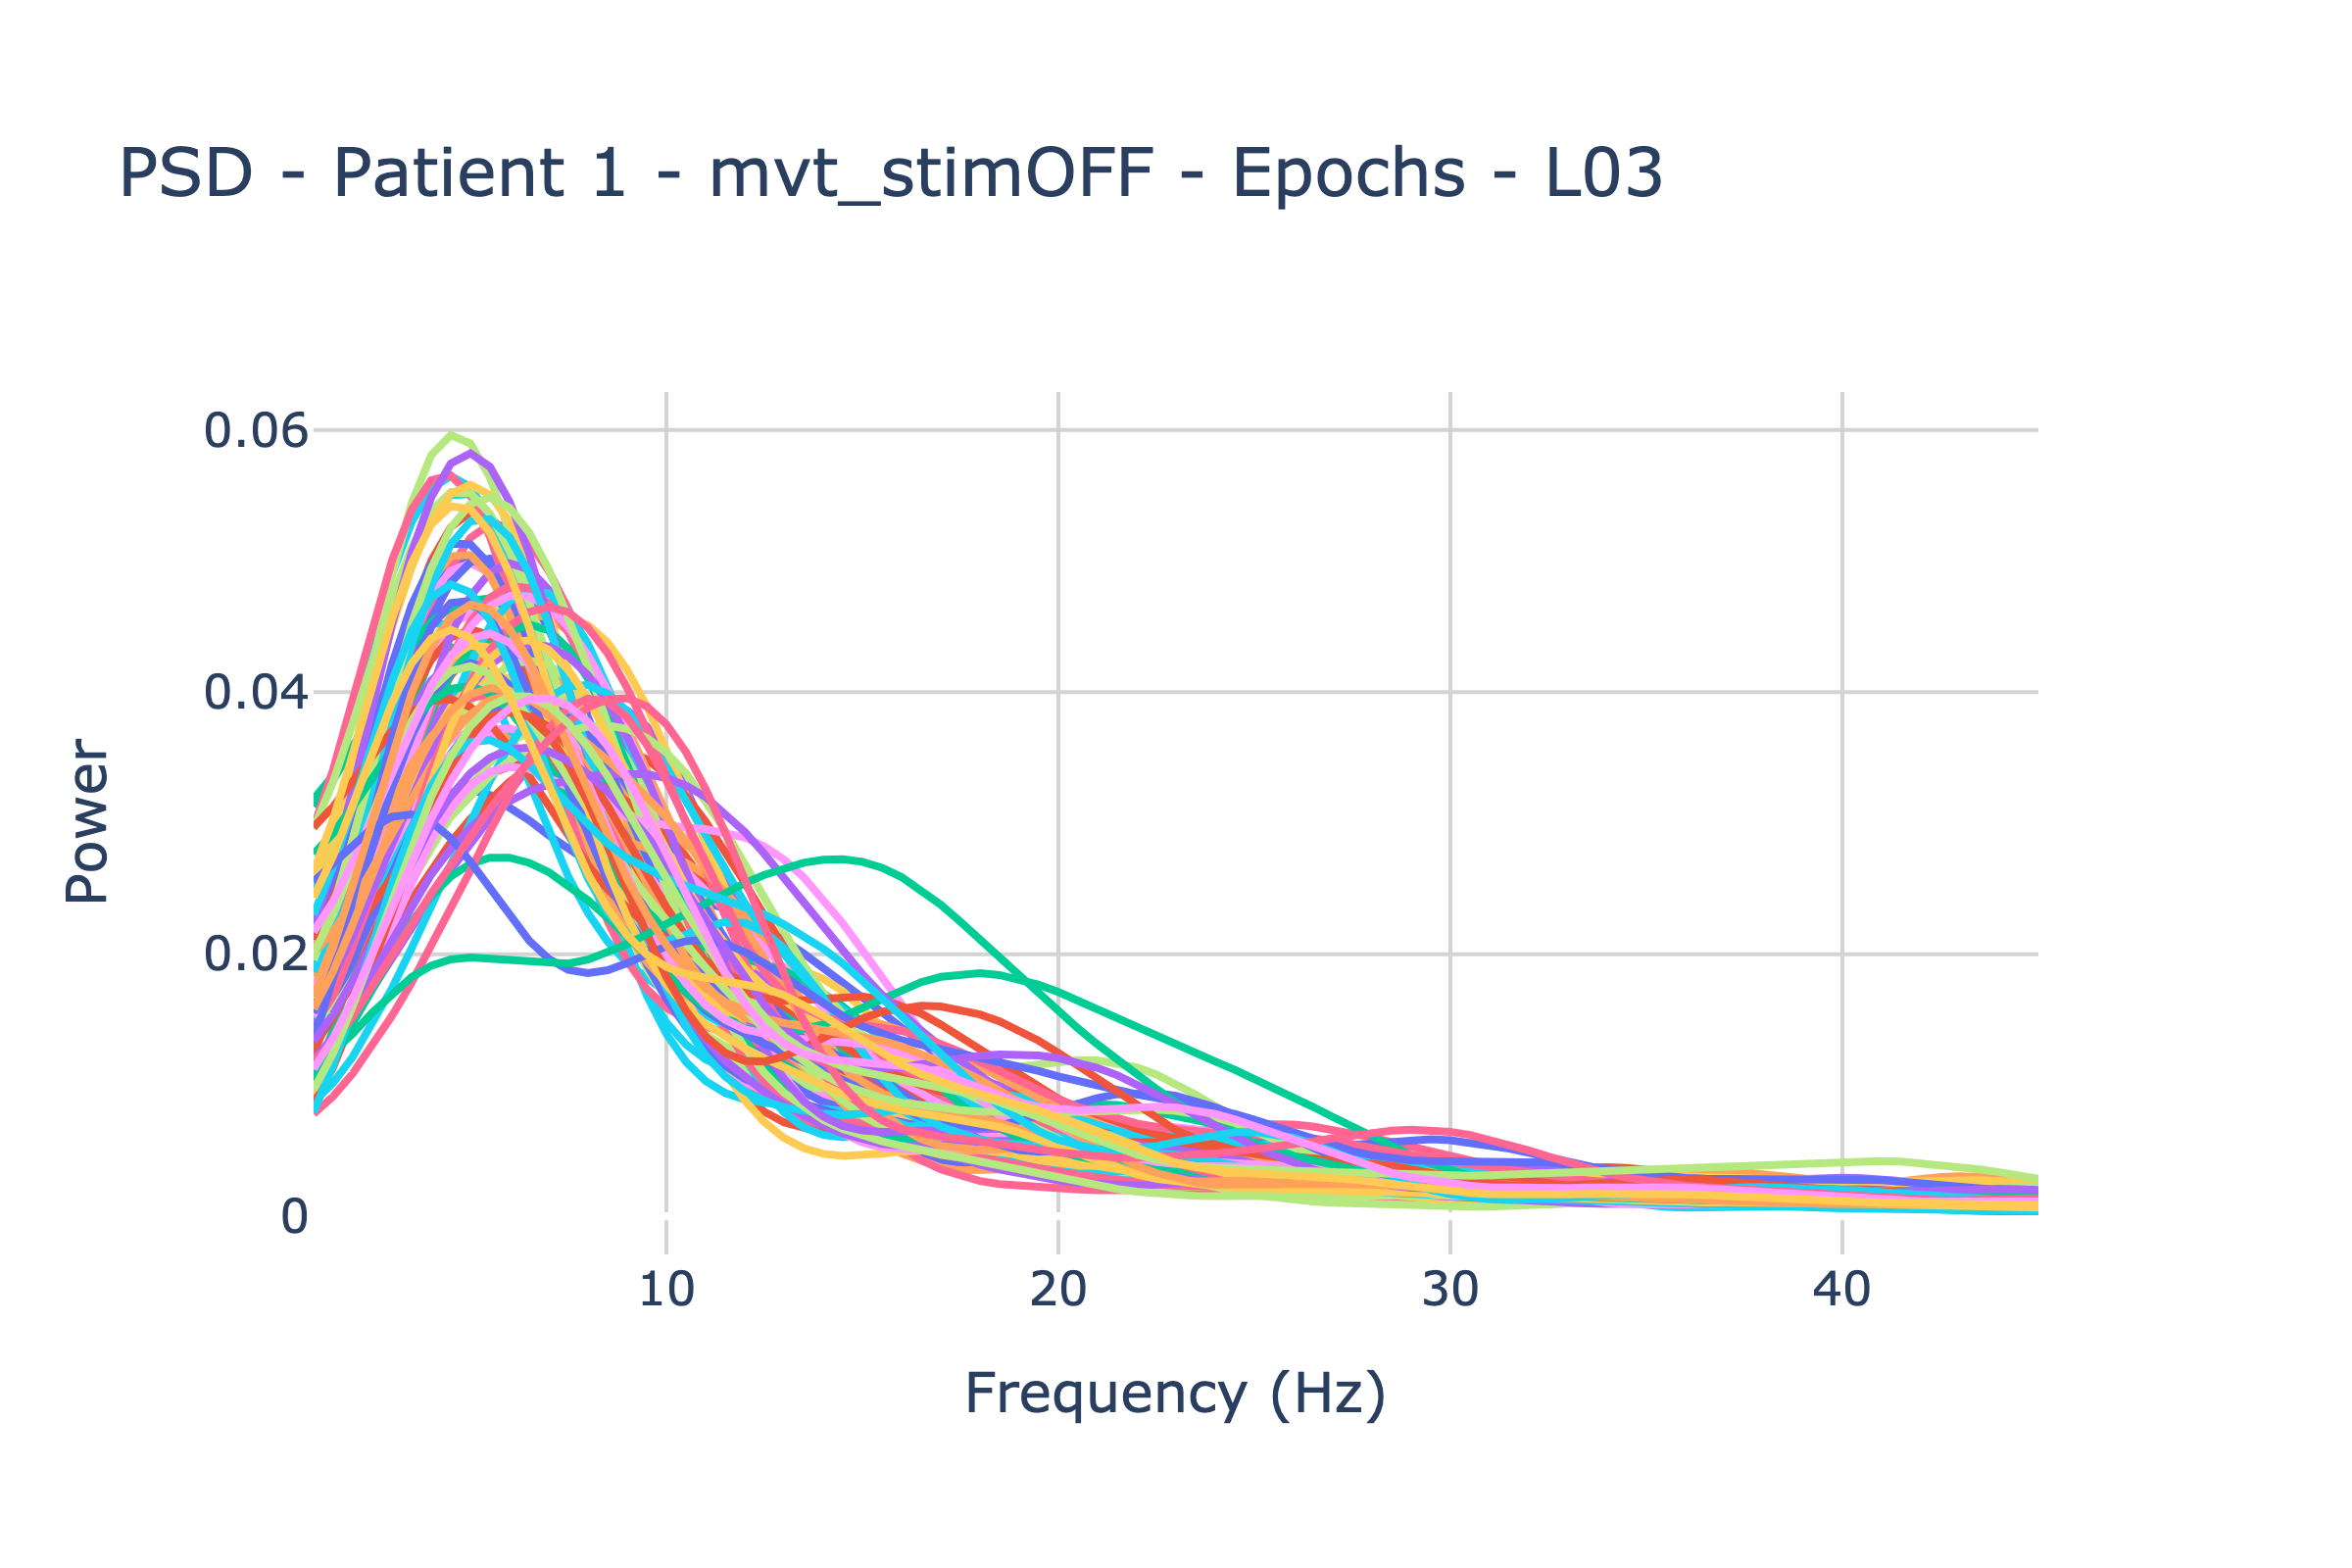 PSD - Patient 1 - mvt_stimOFF - Epochs - L03
0.06
0.04
0.02
0
Power
10 20 30 40
Frequency (Hz)